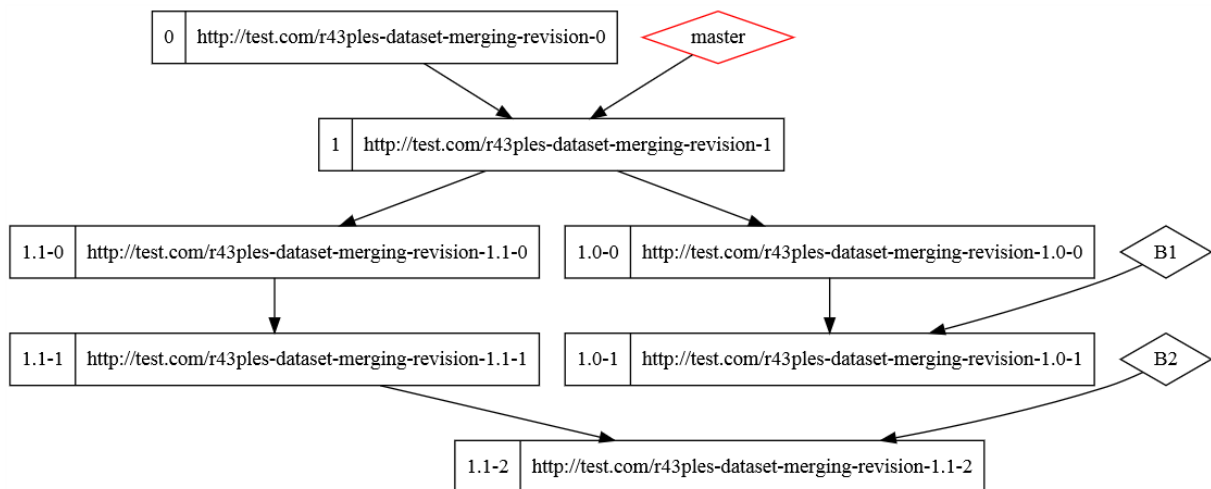 0 http://test.com/r43ples-dataset-merging-revision-0 master
1 http://test.com/r43ples-dataset-merging-revision-1
1.1-0 http://test.com/r43ples-dataset-merging-revision-1.1-0 1.0-0 http://test.com/r43ples-dataset-merging-revision-1.0-0 B1
1.1-1 http://test.com/r43ples-dataset-merging-revision-1.1-1 1.0-1 http://test.com/r43ples-dataset-merging-revision-1.0-1 B2
1.1-2 http://test.com/r43ples-dataset-merging-revision-1.1-2